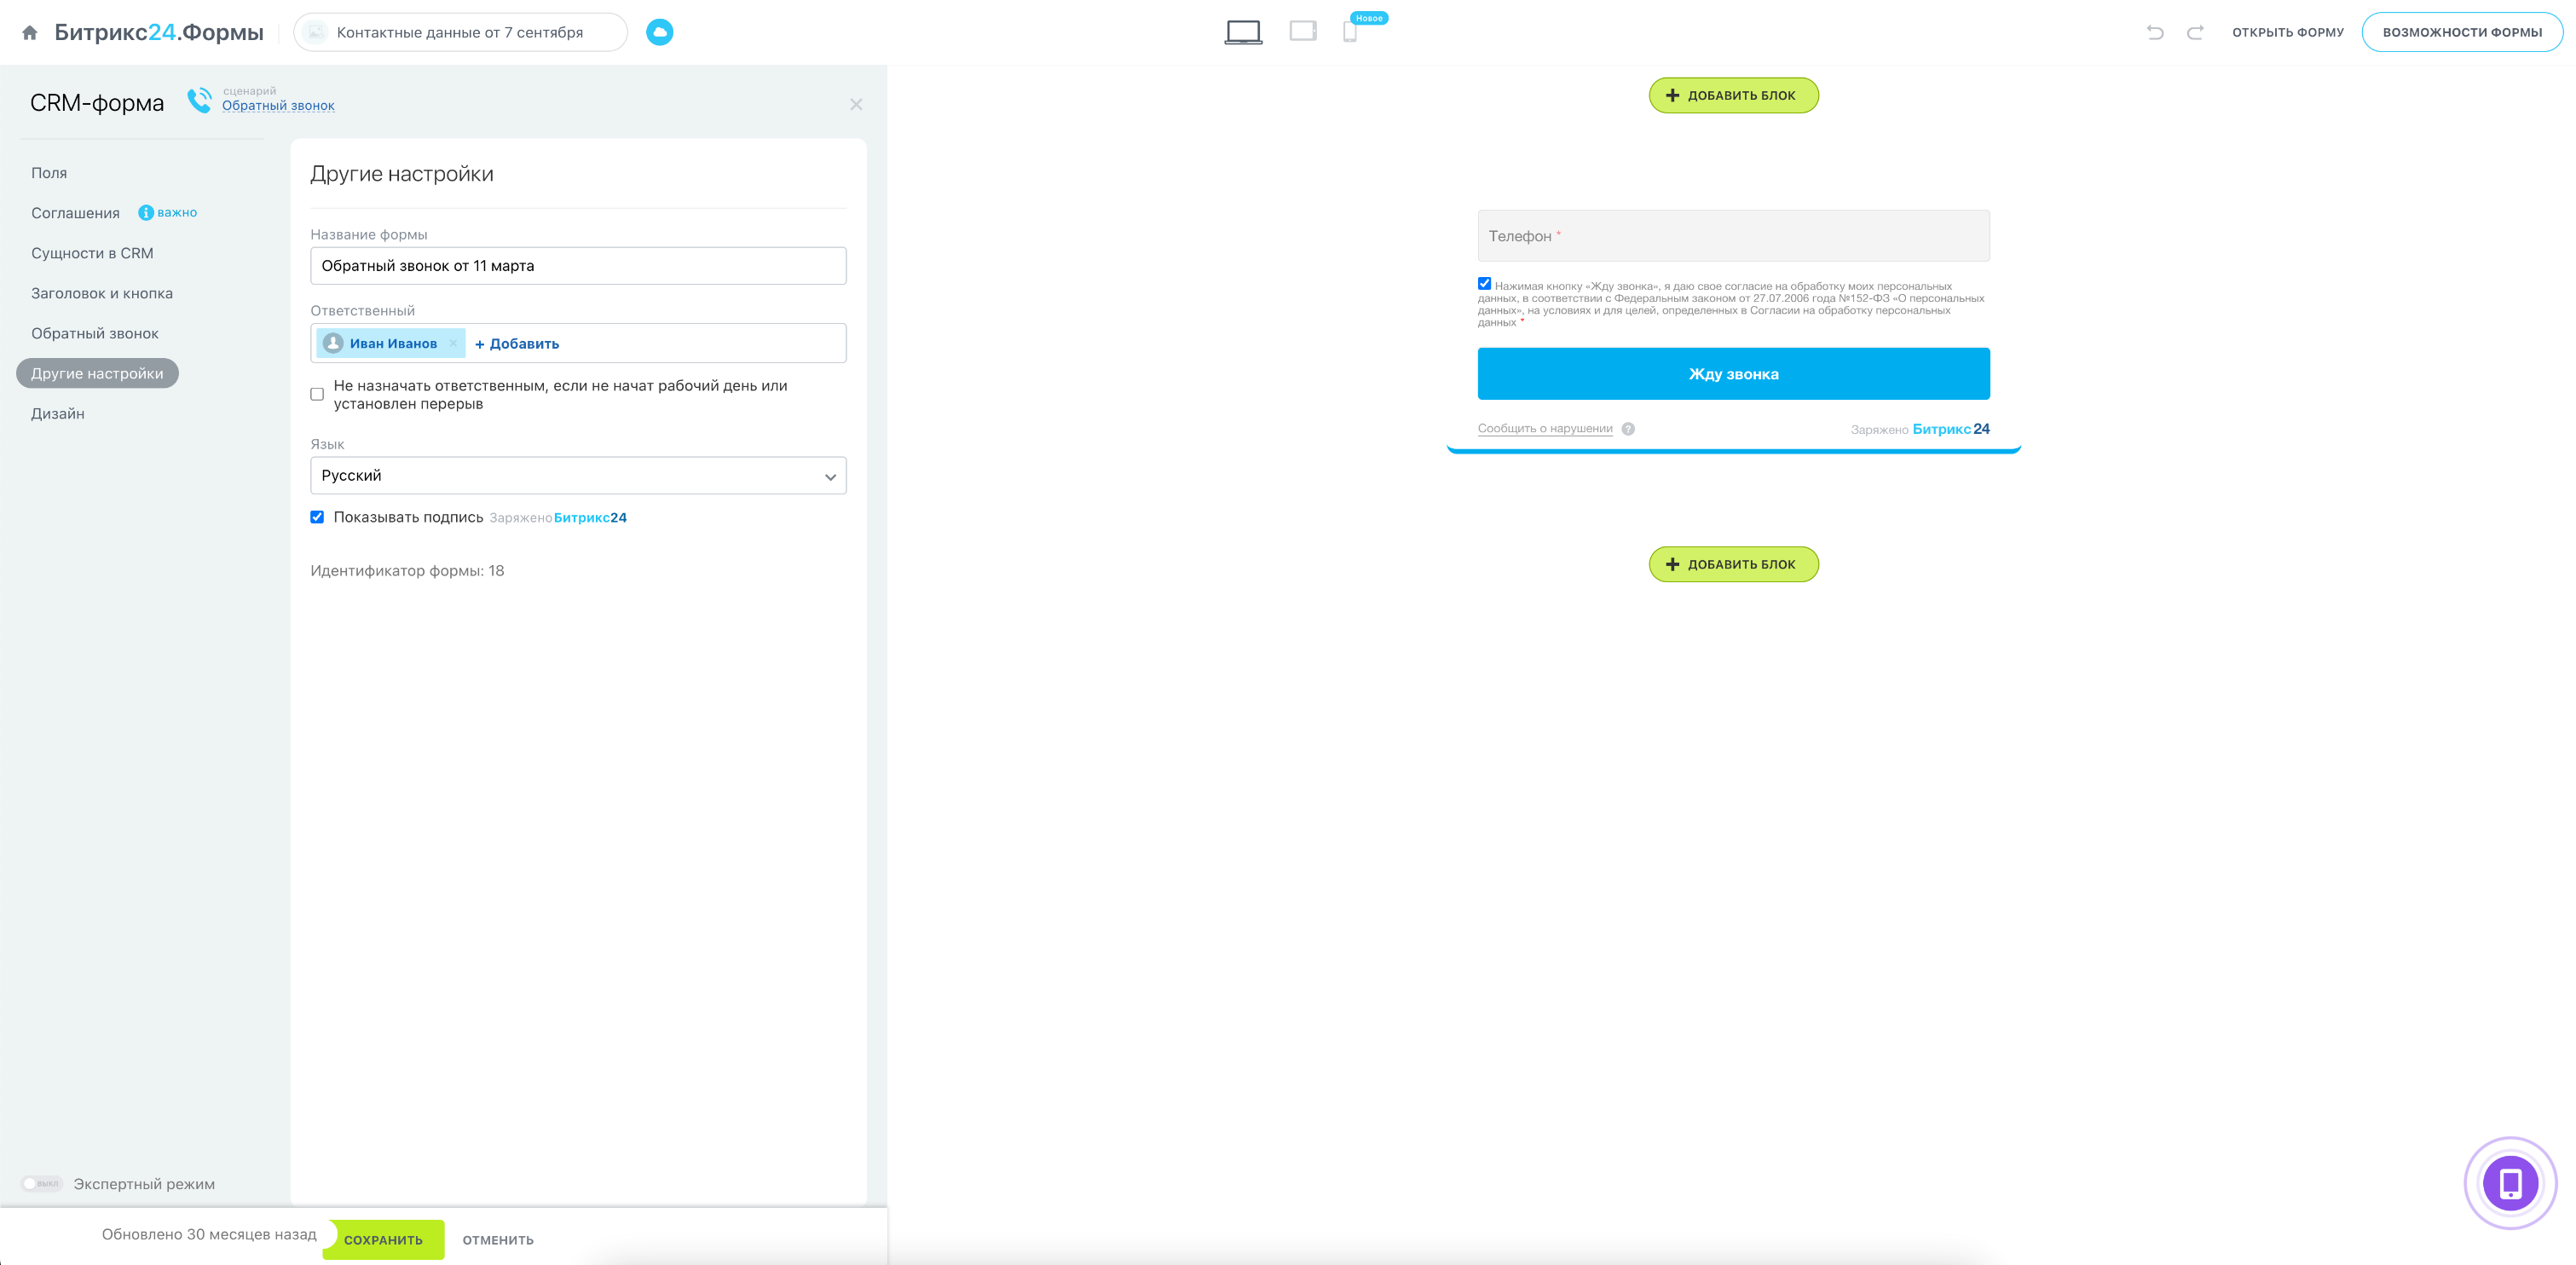 Битрикс24.Формы
Контактные данные от 7 сентября
Новое
ОТКРЫТЬ ФОРМУ
ВОЗМОЖНОСТИ ФОРМЫ
CRM-форма
сценарий
Обратный звонок
Поля
Соглашения
важно
Сущности в CRM
Заголовок и кнопка
Обратный звонок
Другие настройки
Дизайн
Другие настройки
Название формы
Обратный звонок от 11 марта
Ответственный
Иван Иванов
+ Добавить
Не назначать ответственным, если не начат рабочий день или
установлен перерыв
Язык
Русский
Показывать подпись Заряжено Битрикс24
Идентификатор формы: 18
ВЫКЛ
Экспертный режим
Обновлено 30 месяцев назад
СОХРАНИТЬ
ОТМЕНИТЬ
+ ДОБАВИТЬ БЛОК
Телефон *
Нажимая кнопку «Жду звонка», я даю свое согласие на обработку моих персональных
данных, в соответствии с Федеральным законом от 27.07.2006 года №152-ФЗ «О персональных
данных», на условиях и для целей, определенных в Согласии на обработку персональных
данных *
Жду звонка
Сообщить о нарушении ?
Заряжено Битрикс24
+ ДОБАВИТЬ БЛОК